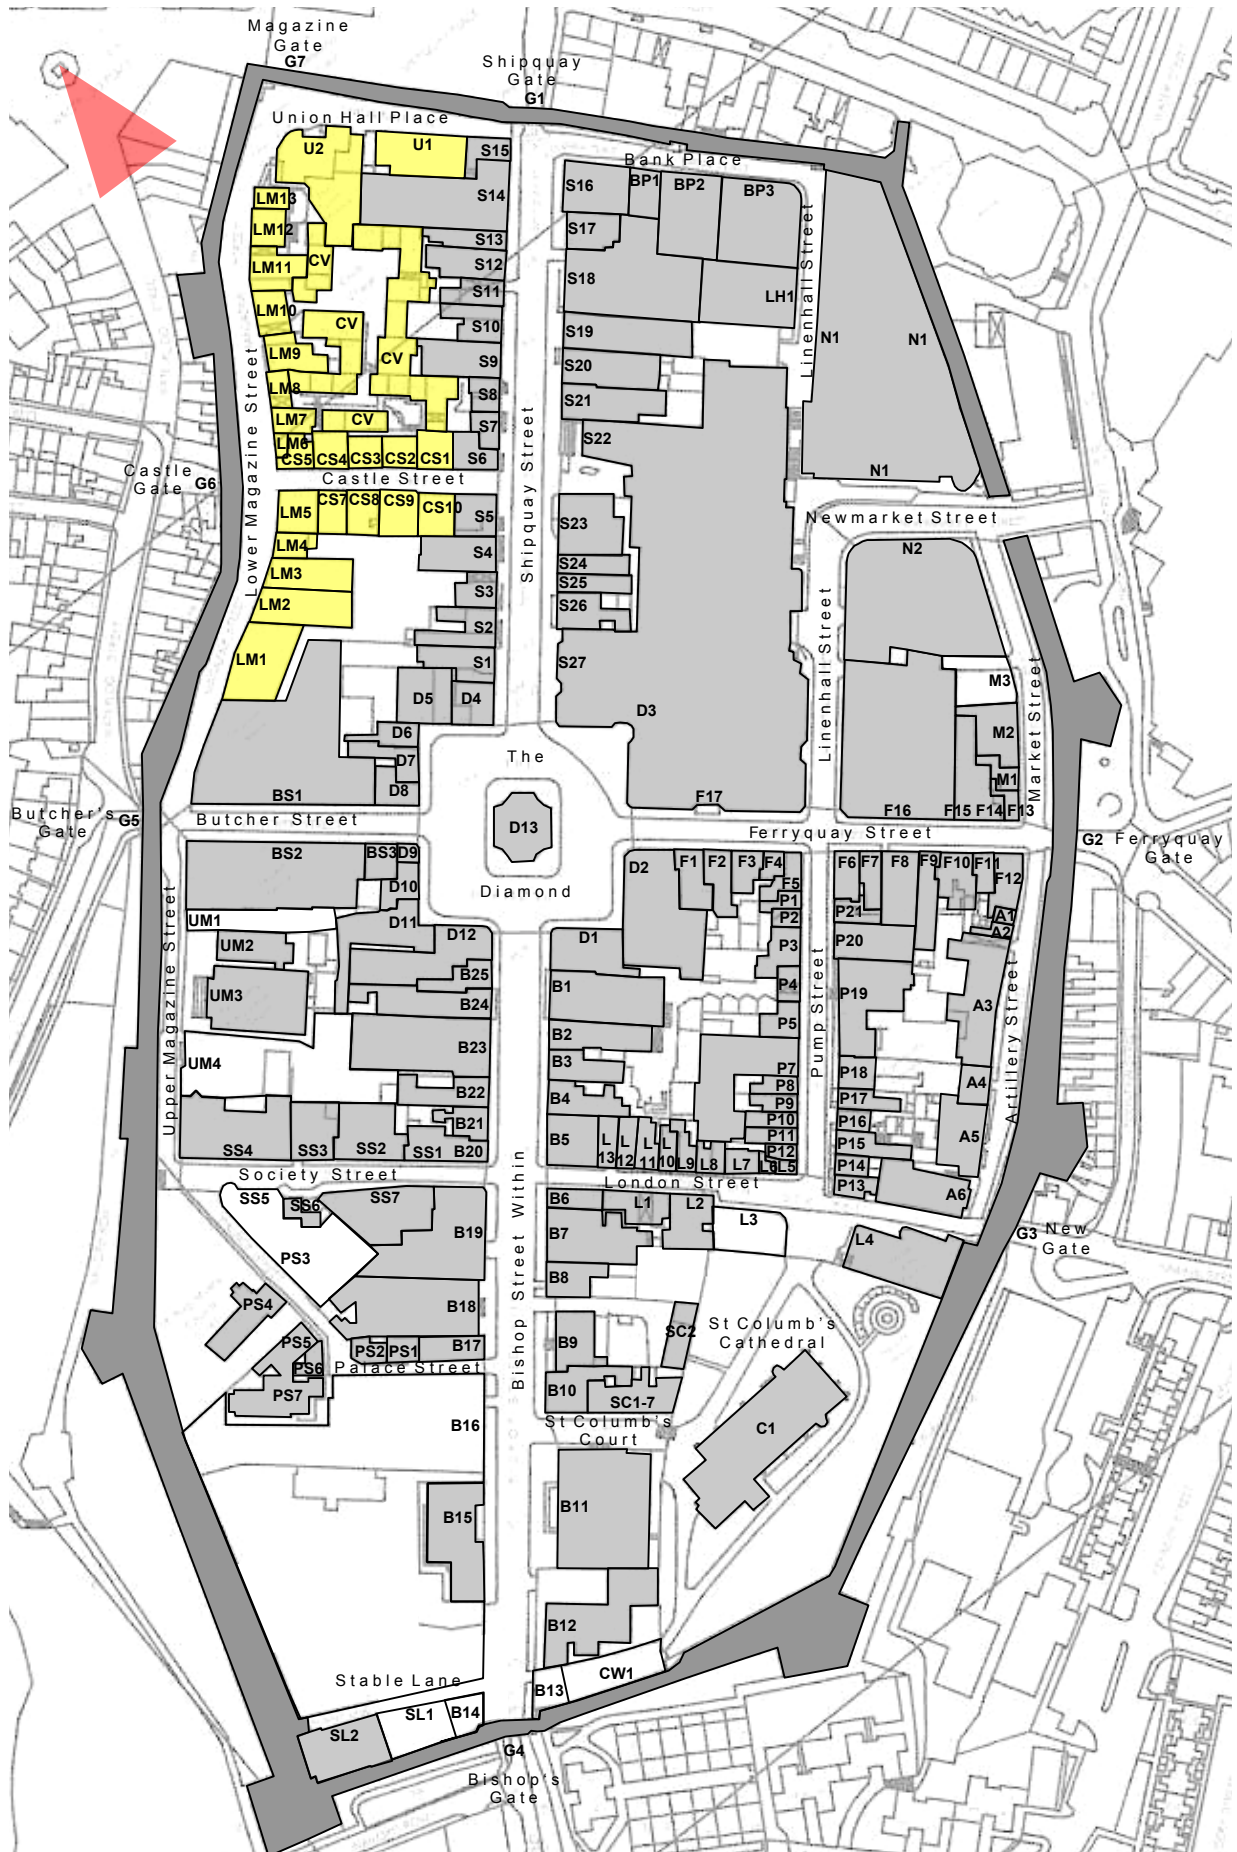 Magazine
Gate
G7
Shipquay
Gate
G1
Union Hall Place
U2
U1
S15
Bank Place
S14
S16
BP1
BP2
BP3
LM13
LM12
S13
S17
CV
LM11
S12
S18
S11
LH1
LM10
CV
S10
S19
N1
N1
Linenhall Street
LM9
CV
S9
S20
LM8
S8
S21
LM7
CV
S7
S22
LM6
CS5
CS4
CS3
CS2
CS1
S6
Lower Magazine Street
Shipquay Street
Castle
Gate
G6
Castle Street
N1
LM5
CS7
CS8
CS9
CS10
S5
S23
Newmarket Street
LM4
S4
N2
LM3
S24
S25
LM2
S3
S26
S2
LM1
S1
S27
Linenhall Street
M3
D5
D4
D3
Market Street
D6
M2
D7
The
M1
D8
BS1
F17
F16
F15
F14
F13
Butcher's
Gate
G5
Butcher Street
D13
Ferryquay Street
G2
Ferryquay
Gate
BS2
BS3
D9
D2
F1
F2
F3
F4
F5
F6
F7
F8
F9
F10
F11
F12
D10
Diamond
P1
UM1
D11
P2
P21
A1
A2
UM2
D12
D1
P3
P20
B25
Upper Magazine Street
UM3
B24
B1
P4
P19
A3
Pump Street
Artillery Street
B2
P5
UM4
B23
B3
P7
P18
A4
B22
B4
P8
P17
P9
B21
P10
P16
B5
L
13
L
12
L
11
L
10
L9
L8
L7
L6
L5
P11
P12
P15
A5
SS4
SS3
SS2
SS1
B20
P14
Society Street
London Street
P13
A6
SS5
SS6
SS7
B6
L1
L2
L3
B19
B7
L4
G3
New
Gate
PS3
B8
Bishop Street Within
PS4
B18
St Columb's
Cathedral
PS5
SC2
B9
PS6
PS2
PS1
B17
Palace Street
PS7
B10
SC1-7
B16
St Columb's
Court
C1
B15
B11
B12
Stable Lane
CW1
B13
SL1
B14
SL2
G4
Bishop's
Gate